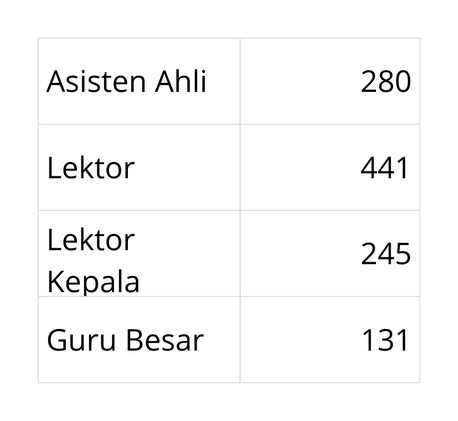 Asisten Ahli 280
Lektor 441
Lektor
Kepala 245
Guru Besar 131